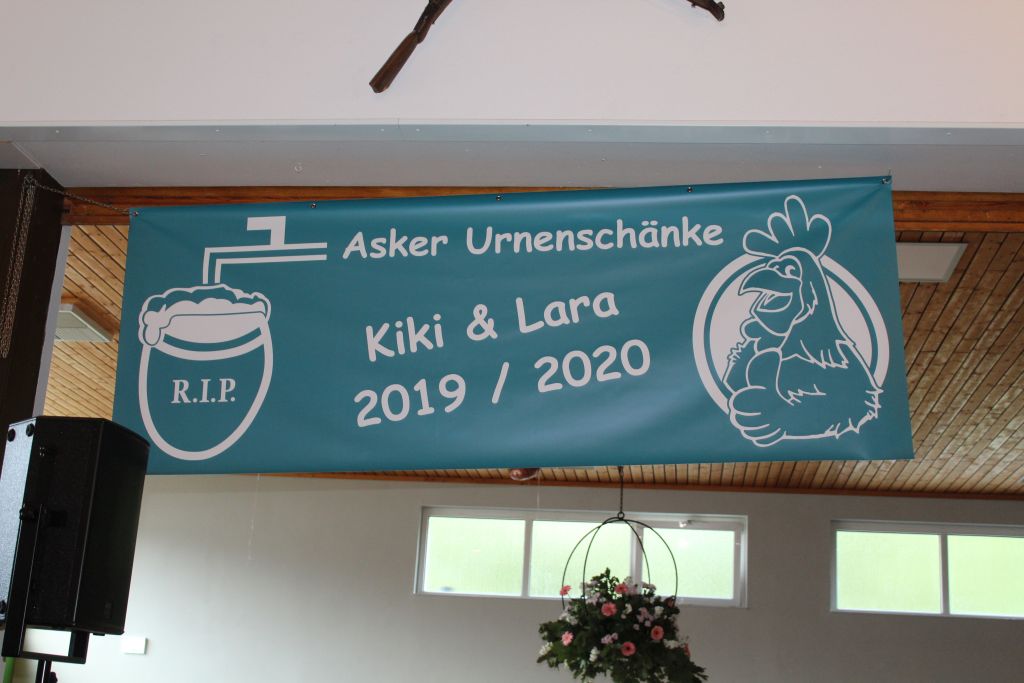 Asker Urnenschänke
Kiki & Lara
2019 / 2020
R.I.P.